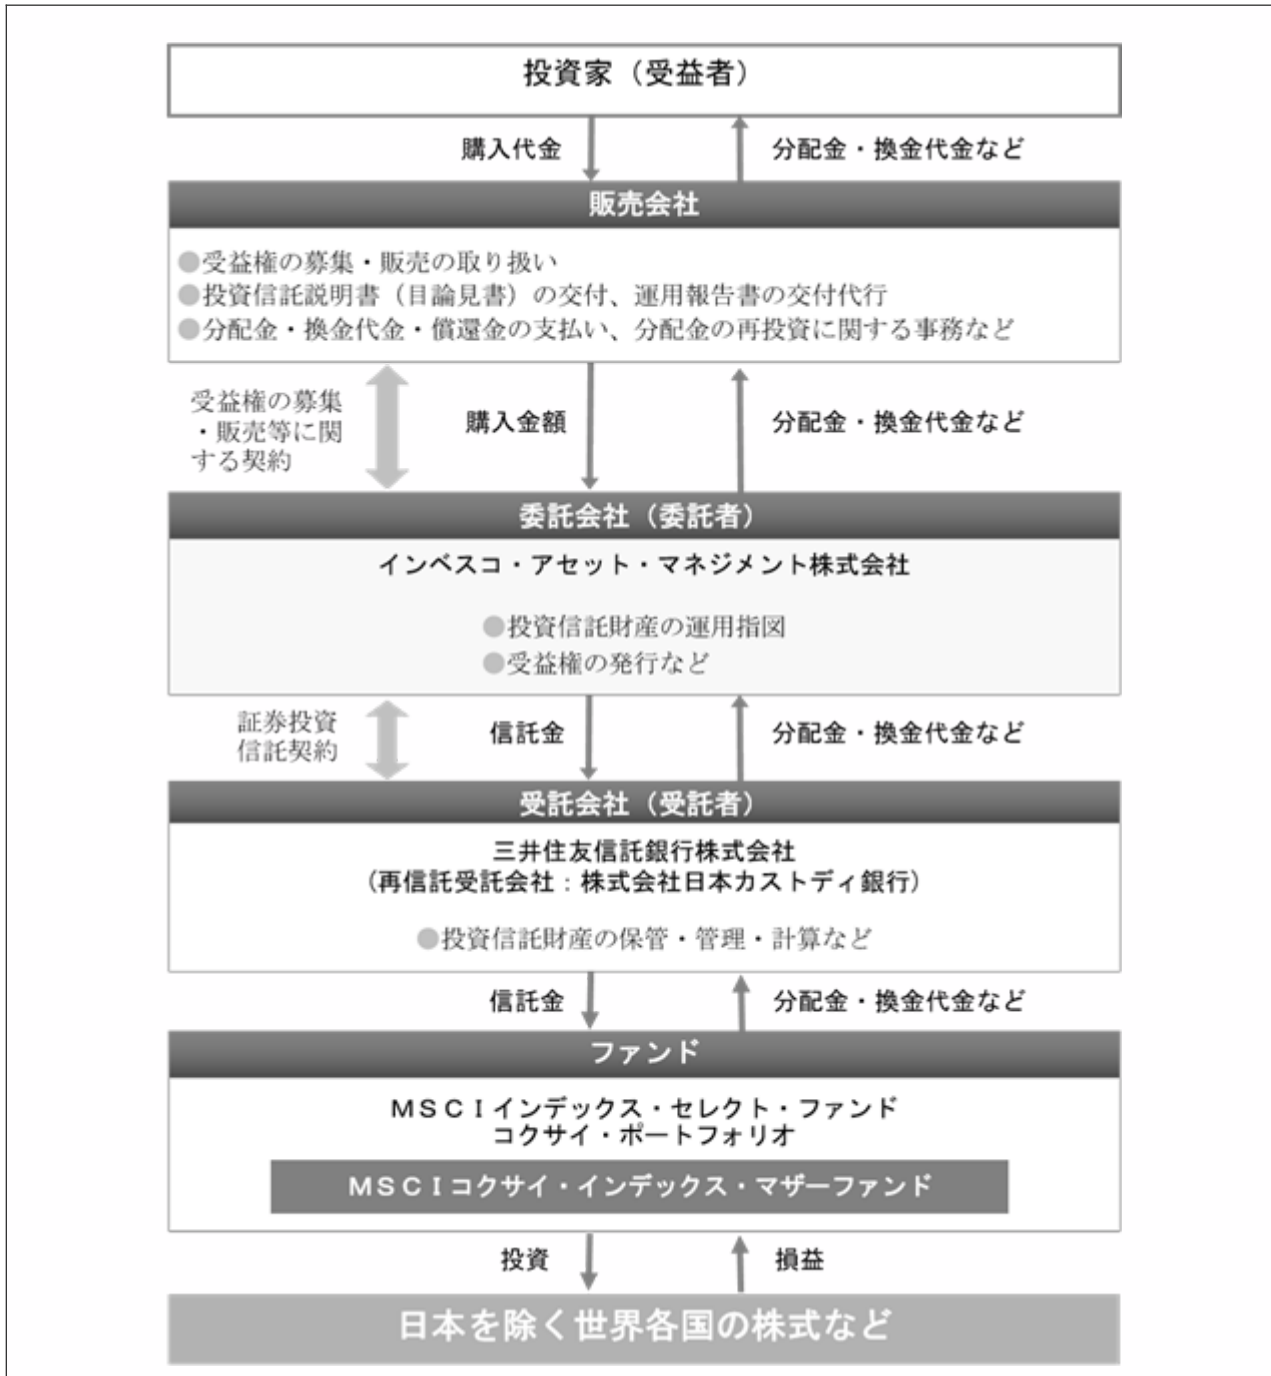 投資家（受益者）
購入代金
分配金・換金代金など
販売会社
●受益権の募集・販売の取り扱い
●投資信託説明書（目論見書）の交付、運用報告書の交付代行
●分配金・換金代金・償還金の支払い、分配金の再投資に関する事務など
受益権の募集
・販売等に関
する契約
購入金額
分配金・換金代金など
委託会社（委託者）
インベスコ・アセット・マネジメント株式会社
●投資信託財産の運用指図
●受益権の発行など
証券投資
信託契約
信託金
分配金・換金代金など
受託会社（受託者）
三井住友信託銀行株式会社
（再信託受託会社：株式会社日本カストディ銀行）
●投資信託財産の保管・管理・計算など
信託金
分配金・換金代金など
ファンド
ＭＳＣＩインデックス・セレクト・ファンド
コクサイ・ポートフォリオ
ＭＳＣＩコクサイ・インデックス・マザーファンド
投資
損益
日本を除く世界各国の株式など